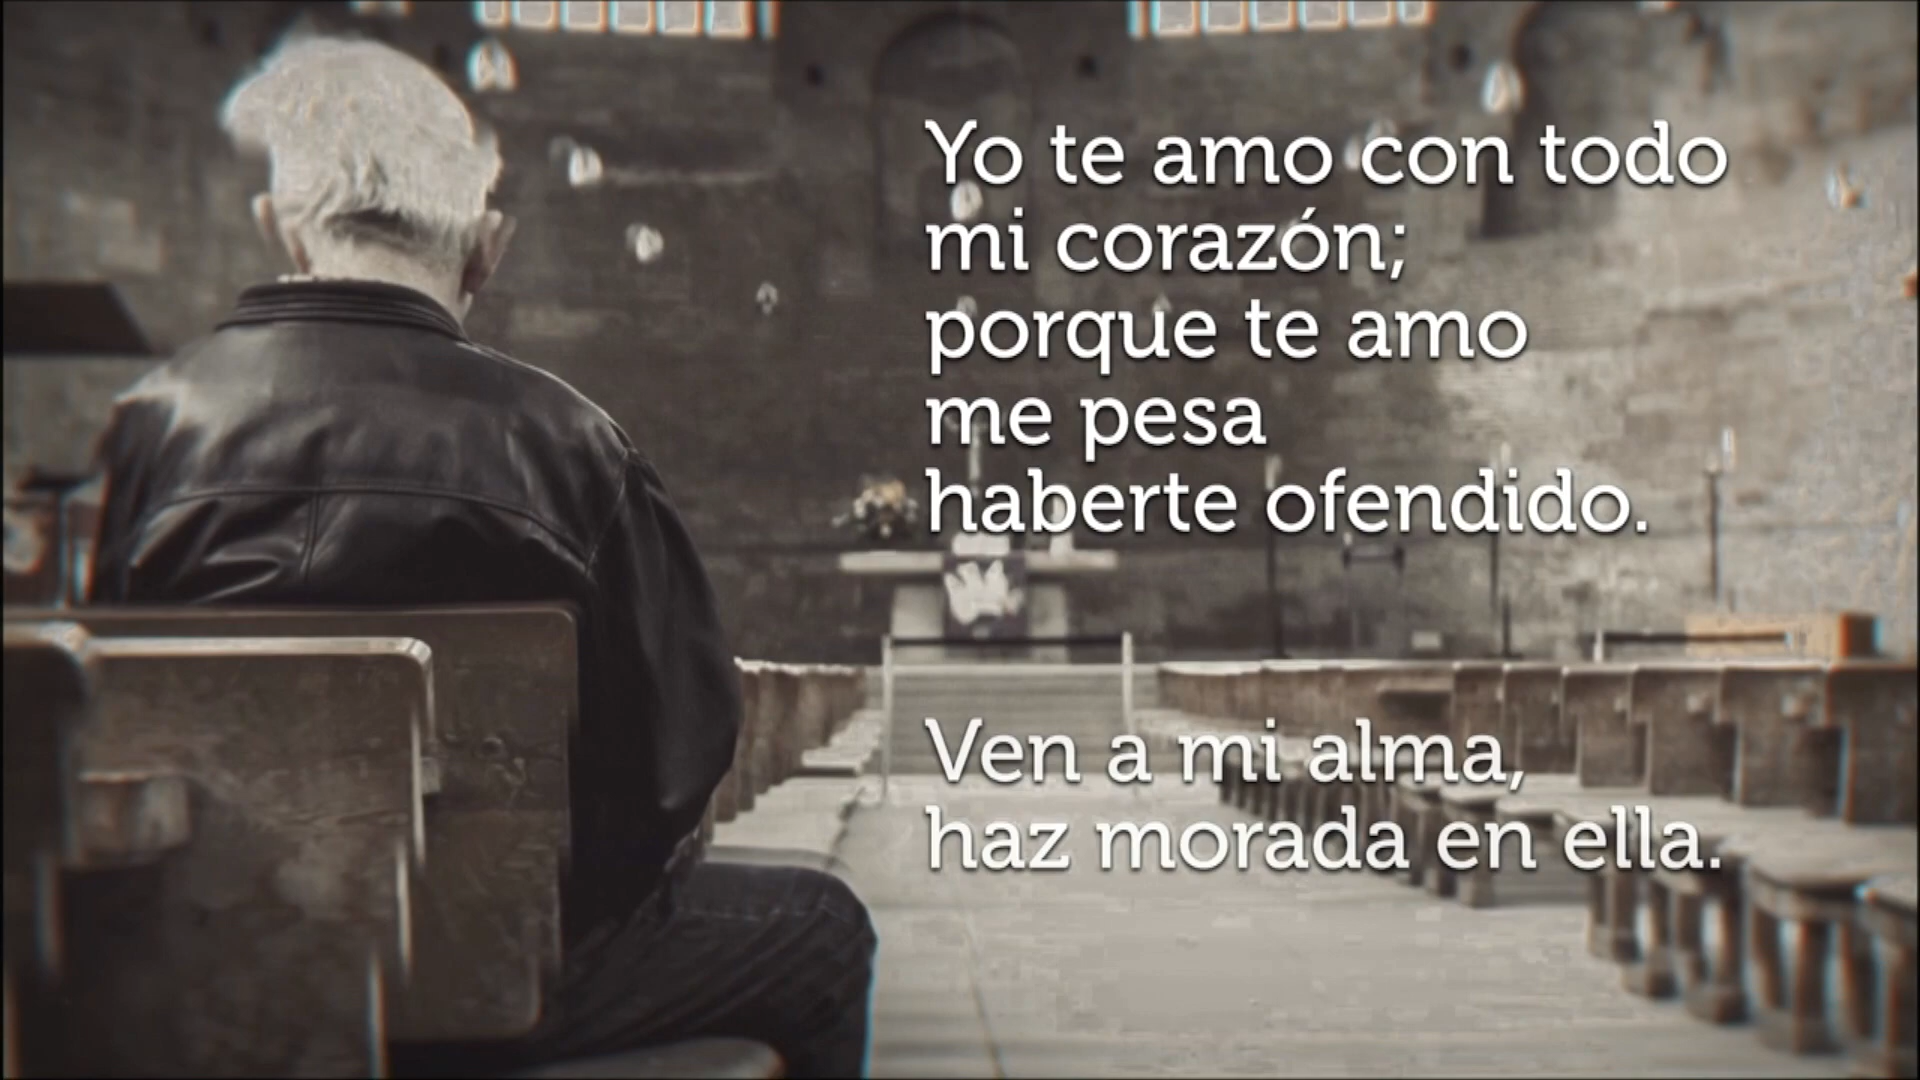 Yo te amo con todo
mi corazón;
porque te amo
me pesa
haberte ofendido.
Ven a mi alma,
haz morada en ella.